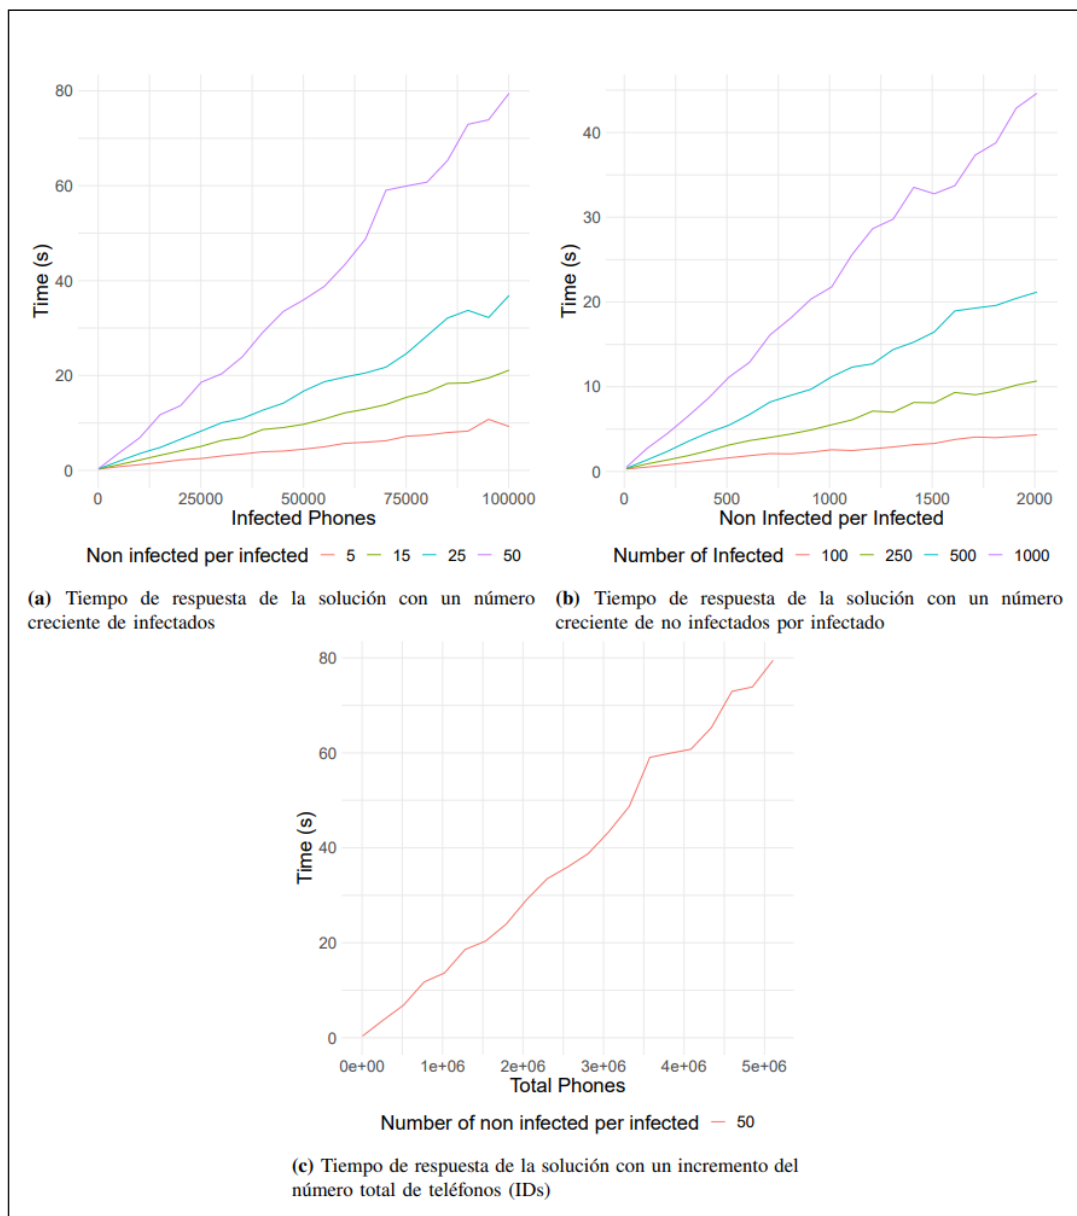 80
60
40
20
0
Time (s)
0 25000 50000 75000 100000
Infected Phones
Non infected per infected 5 15 25 50
(a) Tiempo de respuesta de la solución con un número
creciente de infectados
40
30
20
10
0
Time (s)
0 500 1000 1500 2000
Non Infected per Infected
Number of Infected 100 250 500 1000
(b) Tiempo de respuesta de la solución con un número
creciente de no infectados por infectado
80
60
40
20
0
Time (s)
0e+00 1e+06 2e+06 3e+06 4e+06 5e+06
Total Phones
Number of non infected per infected 50
(c) Tiempo de respuesta de la solución con un incremento del
número total de teléfonos (IDs)